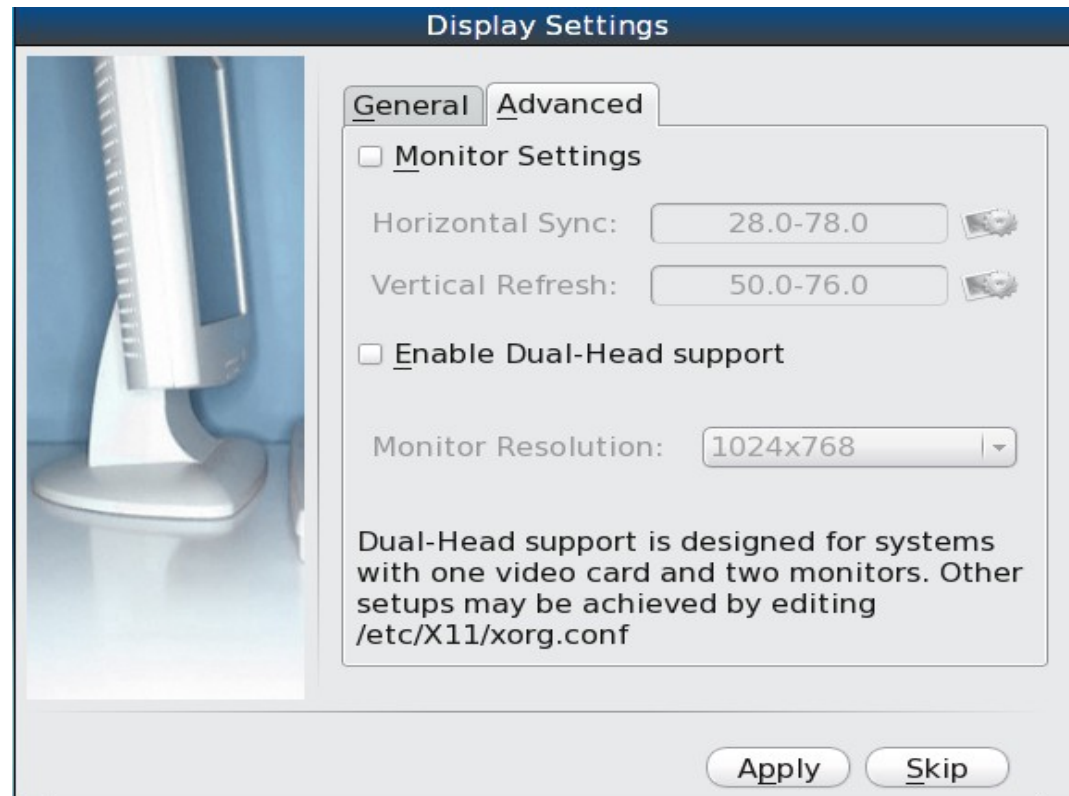 Display Settings
General Advanced
Monitor Settings
Horizontal Sync: 28.0-78.0
Vertical Refresh: 50.0-76.0
Enable Dual-Head support
Monitor Resolution: 1024x768
Dual-Head support is designed for systems
with one video card and two monitors. Other
setups may be achieved by editing
/etc/X11/xorg.conf
Apply Skip